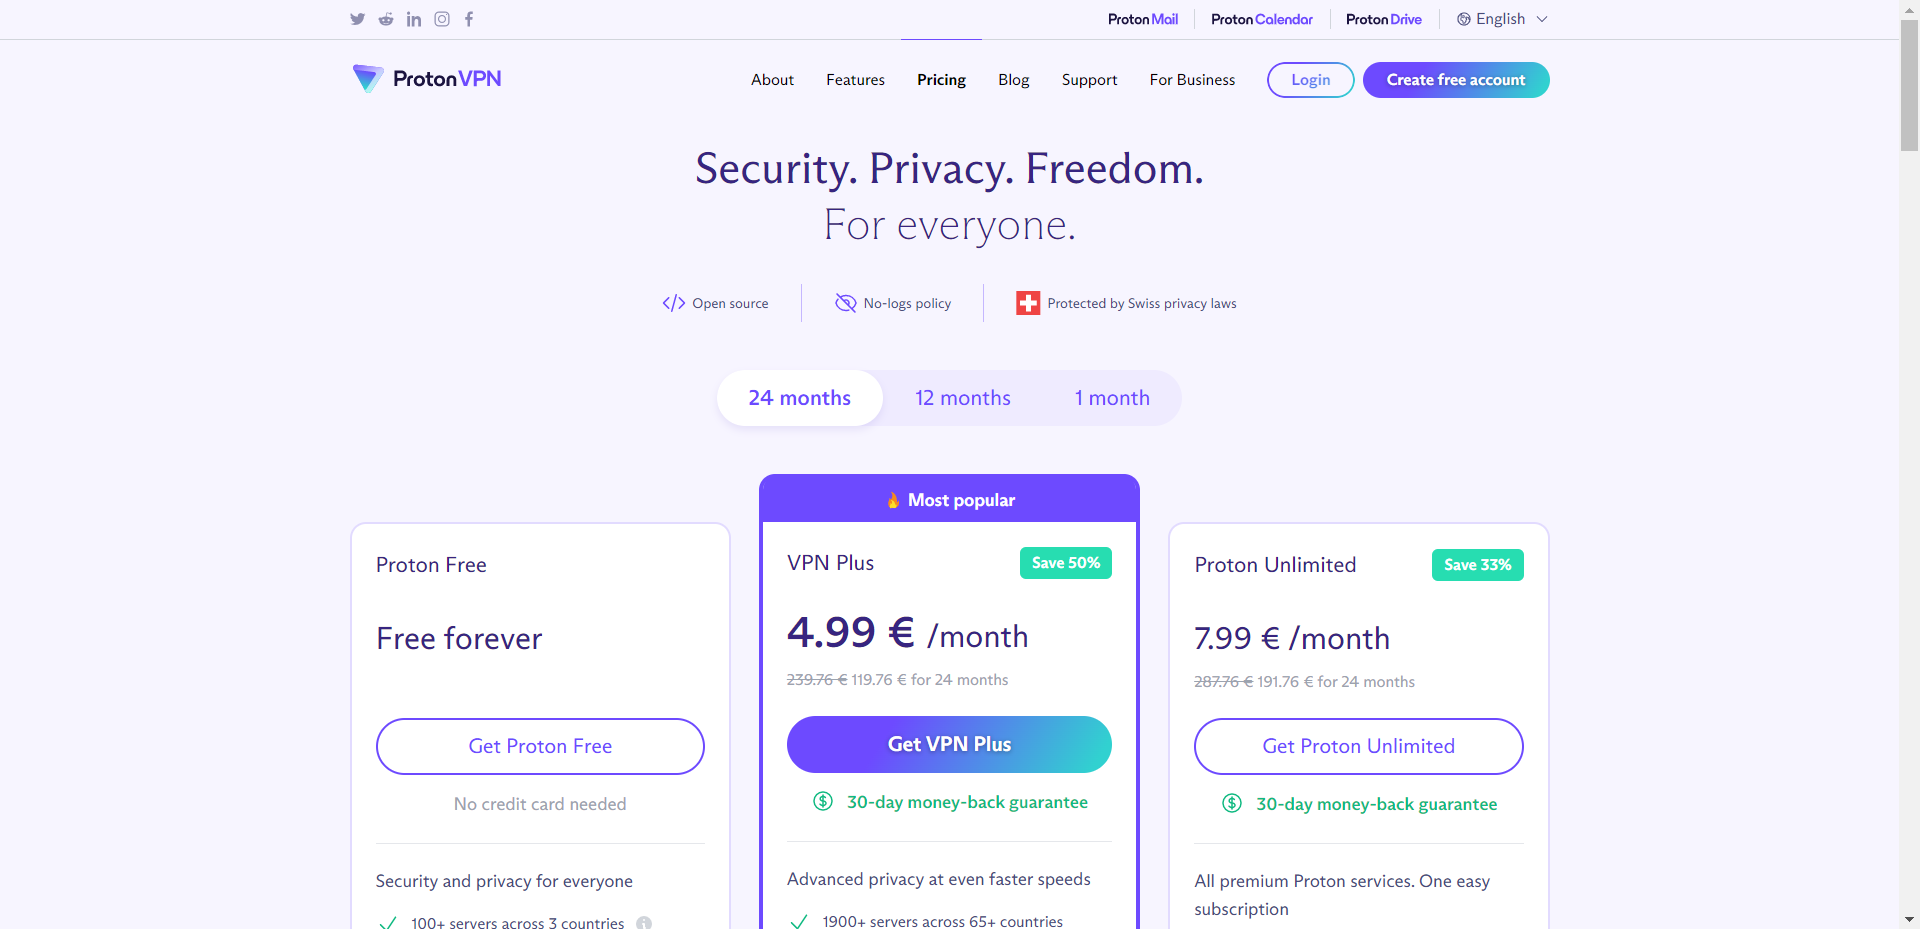 Proton Mail
Proton Calendar
Proton Drive
English
Proton VPN
About
Features
Pricing
Blog
Support
For Business
Login
Create free account
Security. Privacy. Freedom.
For everyone.
Open source
No-logs policy
Protected by Swiss privacy laws
24 months
12 months
1 month
Proton Free
Free forever
Get Proton Free
No credit card needed
Security and privacy for everyone
100+ servers across 3 countries
Most popular
VPN Plus
Save 50%
4.99 € /month
239.76 € 119.76 € for 24 months
Get VPN Plus
30-day money-back guarantee
Advanced privacy at even faster speeds
1900+ servers across 65+ countries
Proton Unlimited
Save 33%
7.99 € /month
287.76 € 191.76 € for 24 months
Get Proton Unlimited
30-day money-back guarantee
All premium Proton services. One easy
subscription